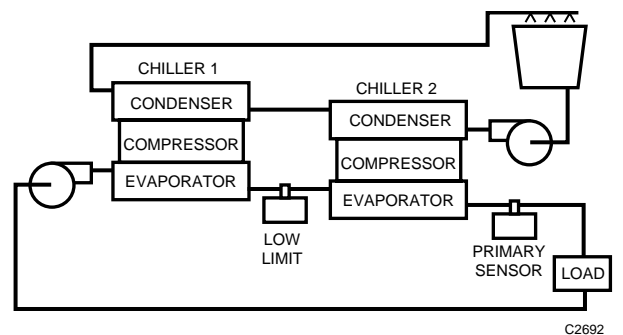 CHILLER 1
CONDENSER
COMPRESSOR
EVAPORATOR
LOW
LIMIT
CHILLER 2
CONDENSER
COMPRESSOR
EVAPORATOR
PRIMARY
SENSOR
LOAD
C2692